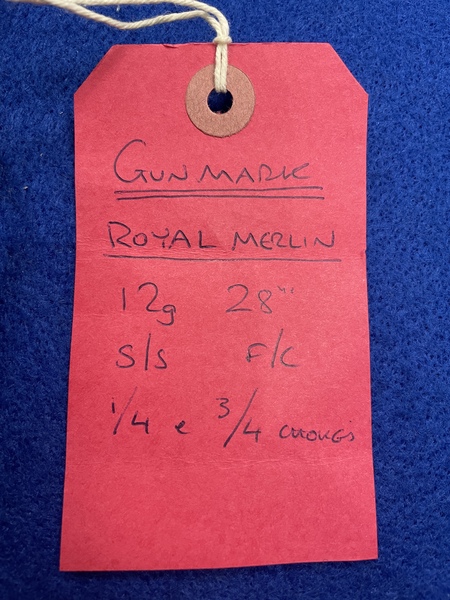 GUNMARK
ROYAL MERLIN
12g 28"
S/S F/C
1/4 e 3/4 CHOKES